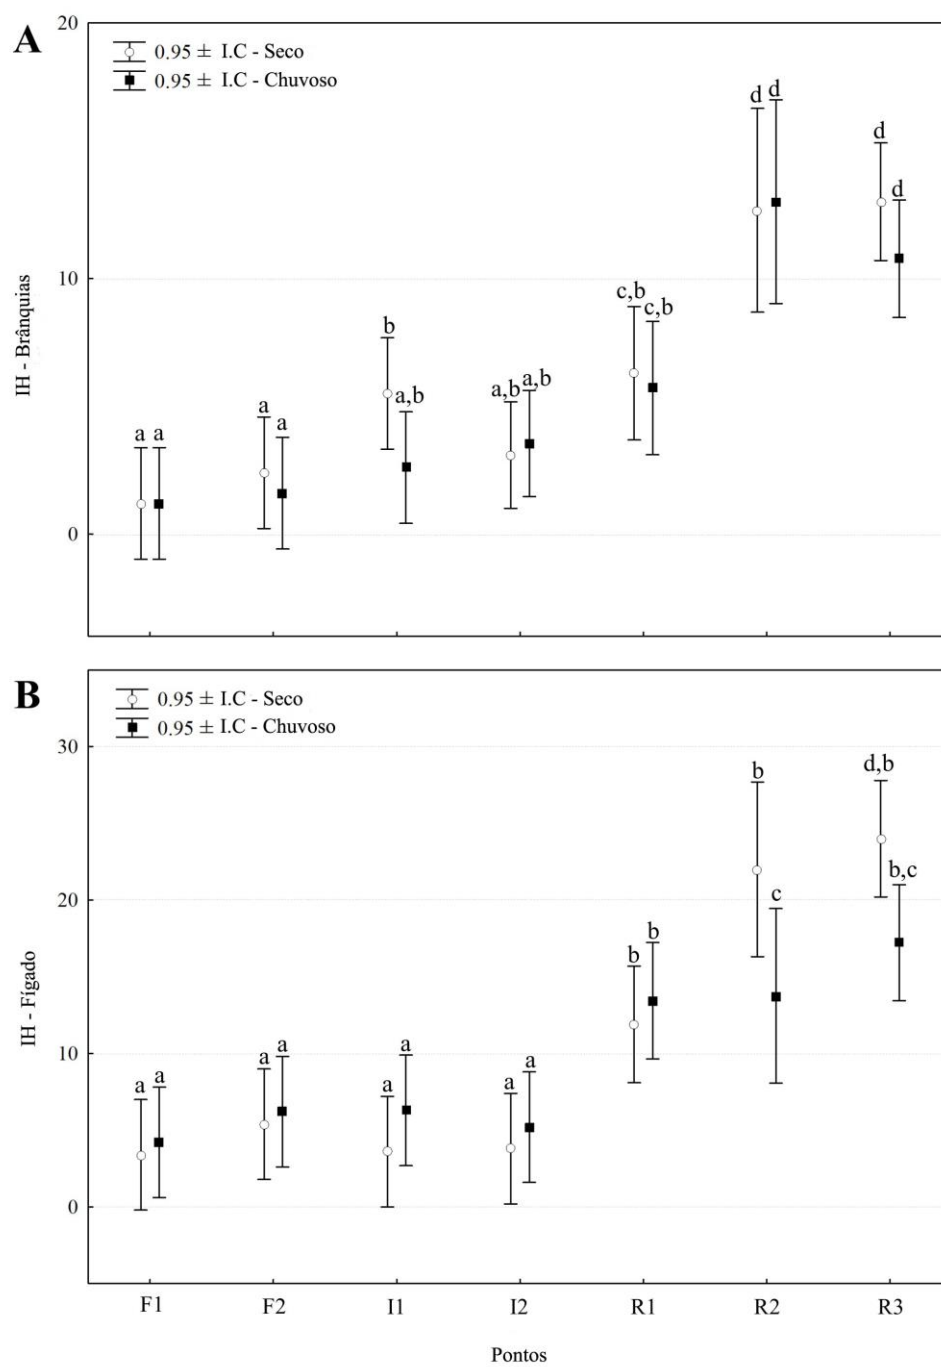 A
20
0.95 ± I.C - Seco
0.95 ± I.C - Chuvoso
d d
d
d
10
c,b
c,b
b
a,b
a,b a,b
a
a
a a
0
IH - Brânquias
B
0.95 ± I.C - Seco
0.95 ± I.C - Chuvoso
30
d,b
b
b,c
20
c
b
b
10
a
a
a
a
a
a
a
a
0
IH - Fígado
F1 F2 I1 I2 R1 R2 R3
Pontos